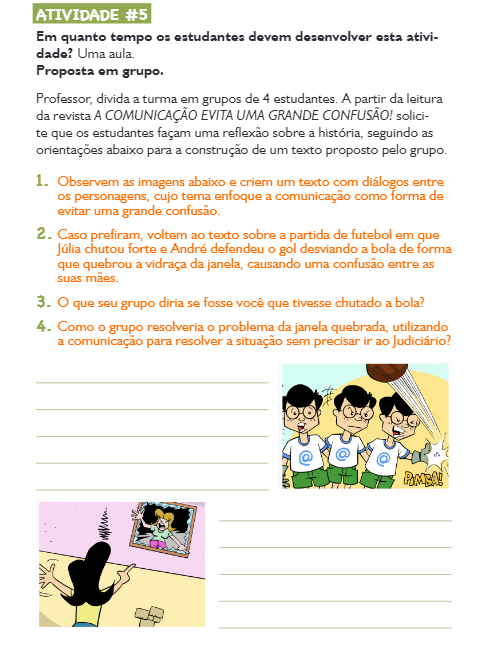 ATIVIDADE #5
Em quanto tempo os estudantes devem desenvolver esta ativi-
dade? Uma aula.
Proposta em grupo.
Professor, divida a turma em grupos de 4 estudantes. A partir da leitura
da revista A COMUNICAÇÃO EVITA UMA GRANDE CONFUSÃO! solici-
te que os estudantes façam uma reflexão sobre a história, seguindo as
orientações abaixo para a construção de um texto proposto pelo grupo.
1. Observem as imagens abaixo e criem um texto com diálogos entre
os personagens, cujo tema enfoque a comunicação como forma de
evitar uma grande confusão.
2. Caso prefiram, voltem ao texto sobre a partida de futebol em que
Júlia chutou forte e André defendeu o gol desviando a bola de forma
que quebrou a vidraça da janela, causando uma confusão entre as
suas mães.
3. O que seu grupo diria se fosse você que tivesse chutado a bola?
4. Como o grupo resolveria o problema da janela quebrada, utilizando
a comunicação para resolver a situação sem precisar ir ao Judiciário?
@ @ @
PIMBA!